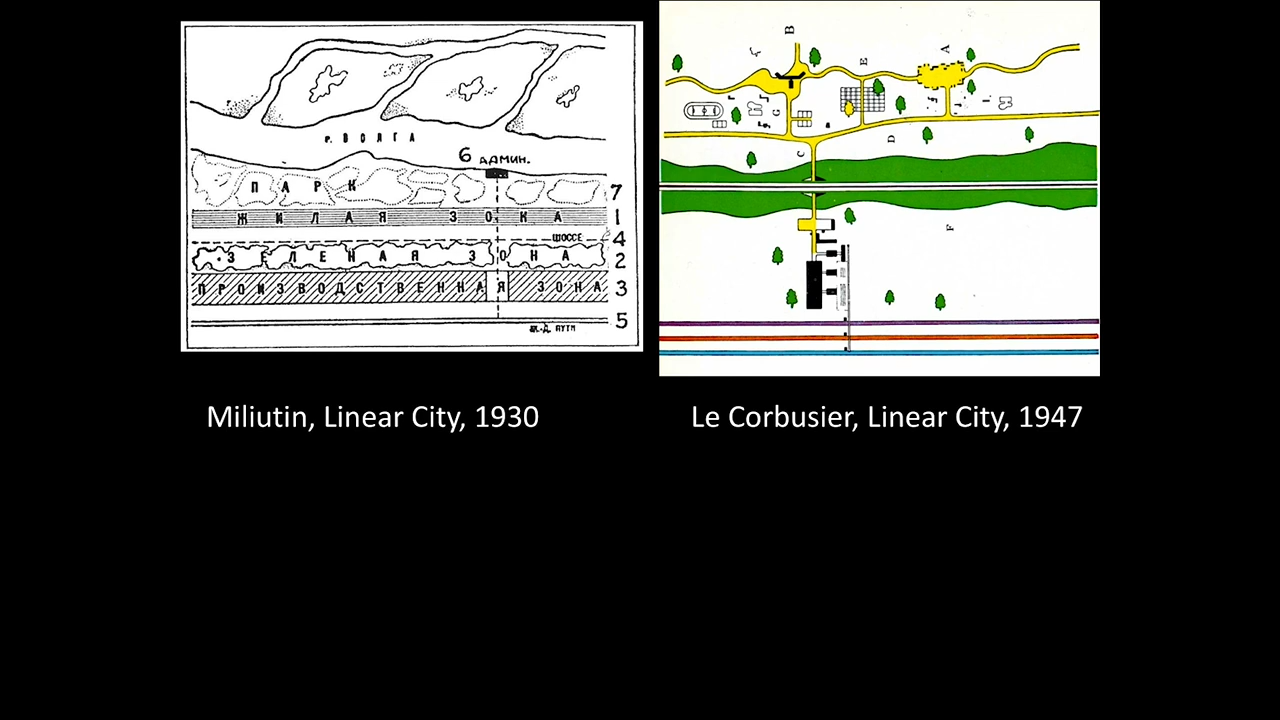 р. ВОЛГА
6 АДМИН.
ПАРК 7
ЖИЛАЯ ЗОНА 1
ШОССЕ 4
ЗЕЛЕНАЯ ЗОНА 2
ПРОИЗВОДСТВЕННАЯ ЗОНА 3
Ж.-Д. ПУТИ 5
B
E
A
G
D
C
F
Miliutin, Linear City, 1930
Le Corbusier, Linear City, 1947